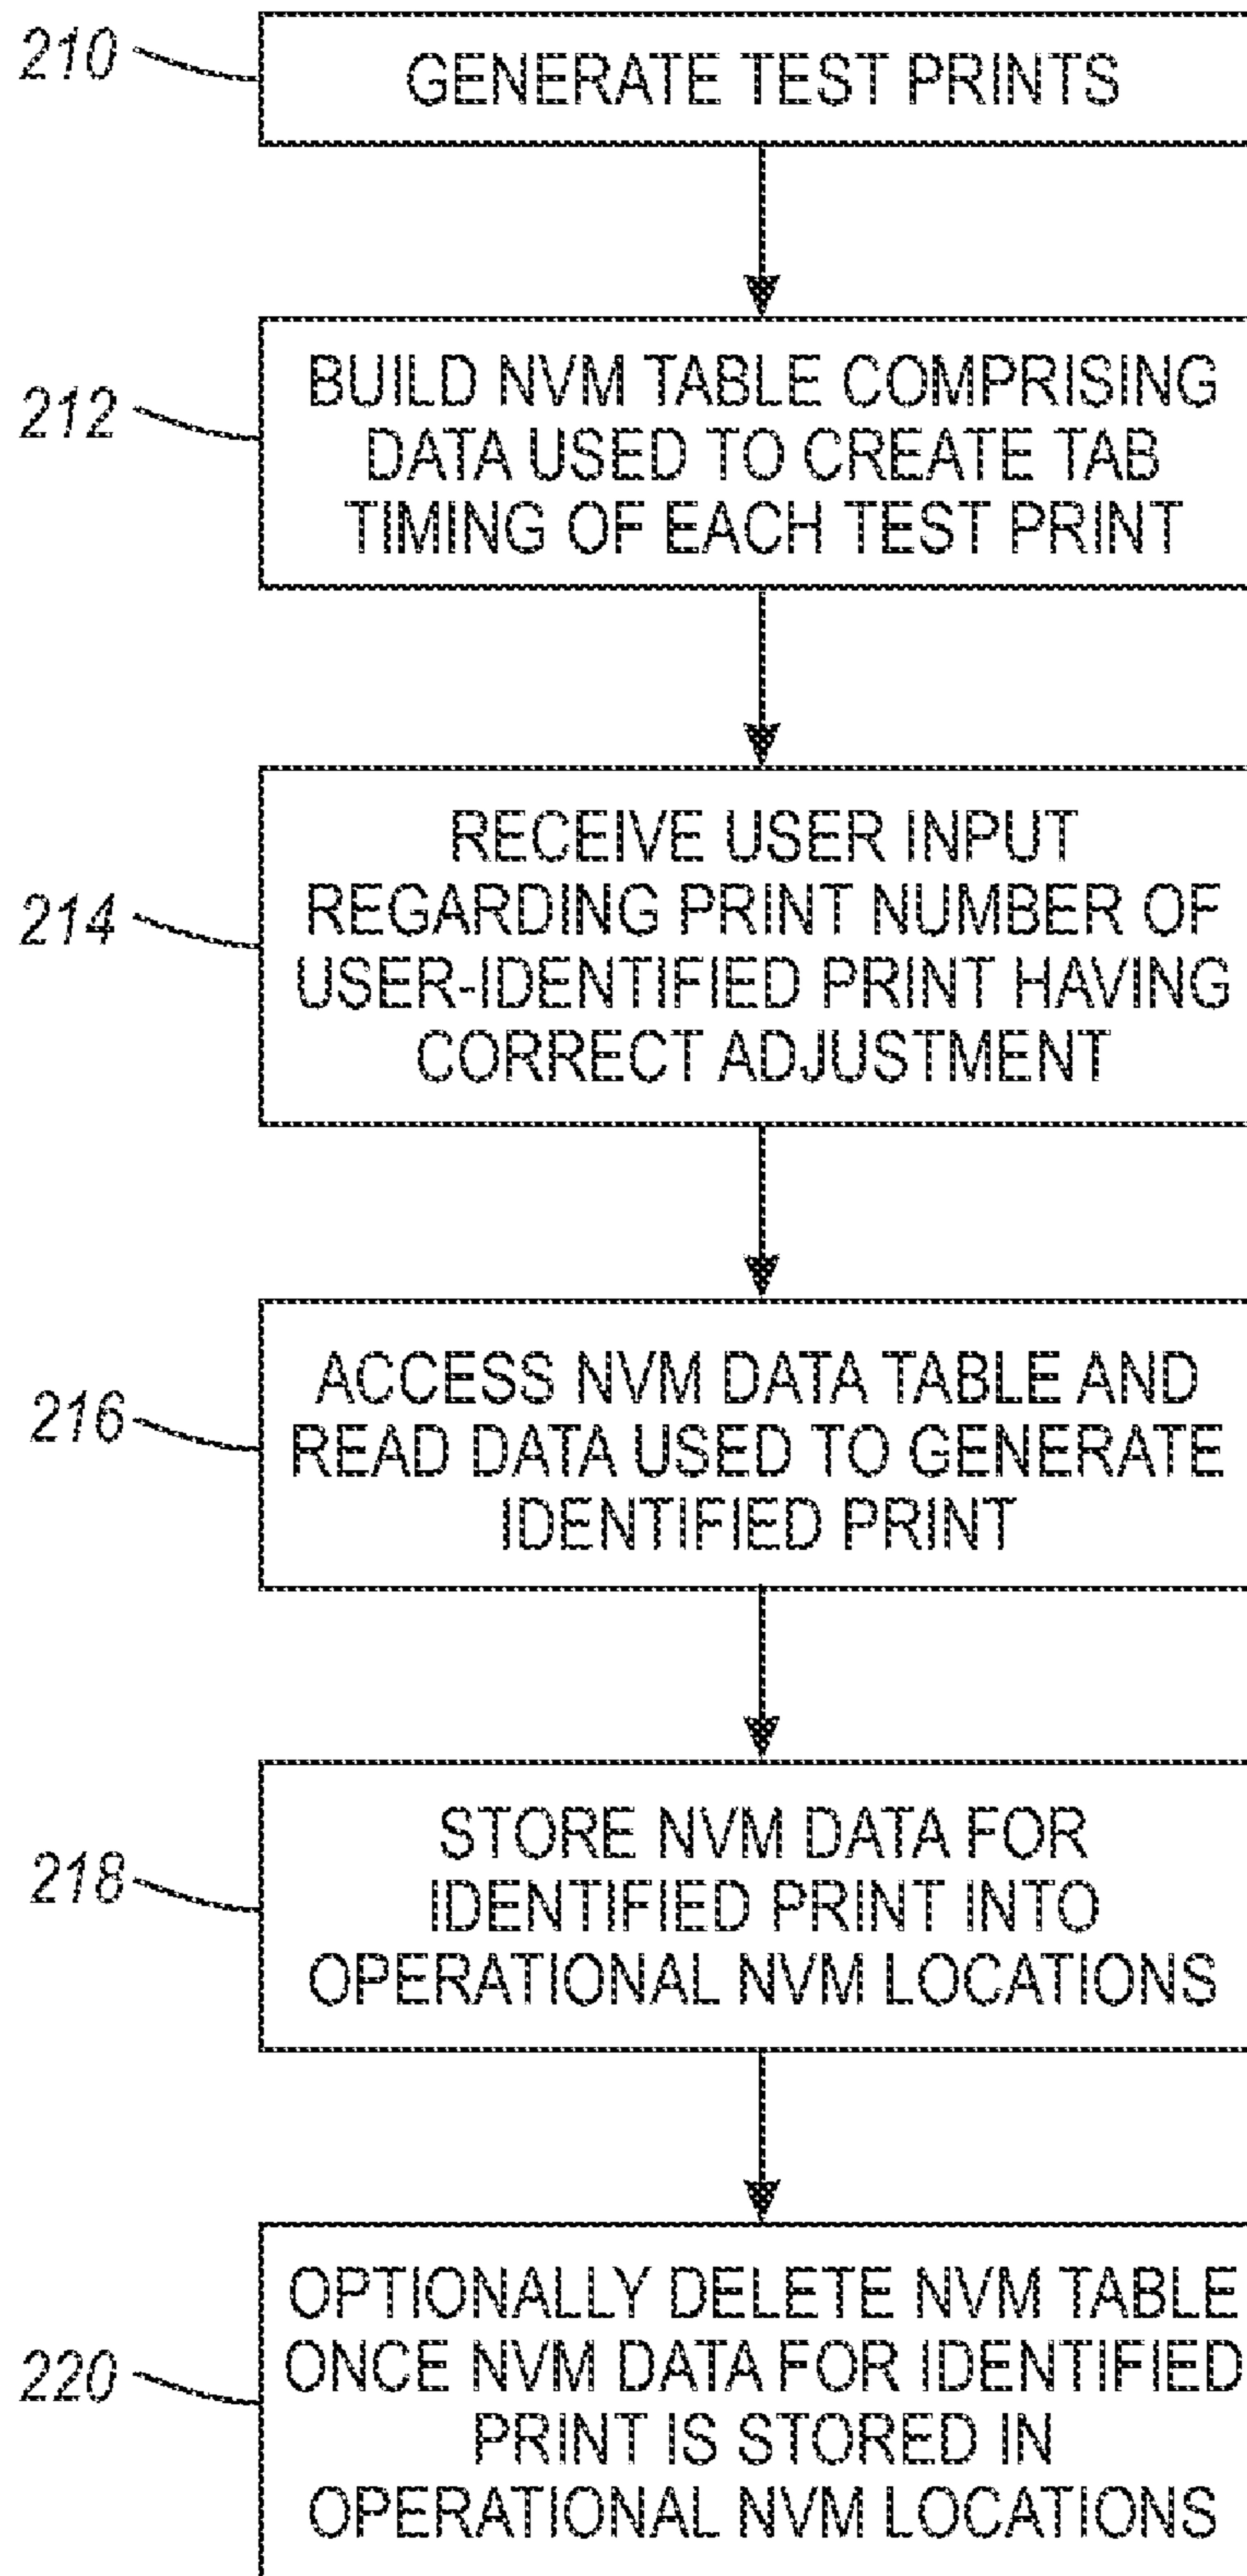 210
GENERATE TEST PRINTS
212
BUILD NVM TABLE COMPRISING
DATA USED TO CREATE TAB
TIMING OF EACH TEST PRINT
214
RECEIVE USER INPUT
REGARDING PRINT NUMBER OF
USER-IDENTIFIED PRINT HAVING
CORRECT ADJUSTMENT
216
ACCESS NVM DATA TABLE AND
READ DATA USED TO GENERATE
IDENTIFIED PRINT
218
STORE NVM DATA FOR
IDENTIFIED PRINT INTO
OPERATIONAL NVM LOCATIONS
220
OPTIONALLY DELETE NVM TABLE
ONCE NVM DATA FOR IDENTIFIED
PRINT IS STORED IN
OPERATIONAL NVM LOCATIONS